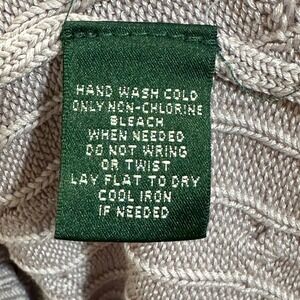 HAND WASH COLD
ONLY NON-CHLORINE
BLEACH
WHEN NEEDED
DO NOT WRING
OR TWIST
LAY FLAT TO DRY
COOL IRON
IF NEEDED